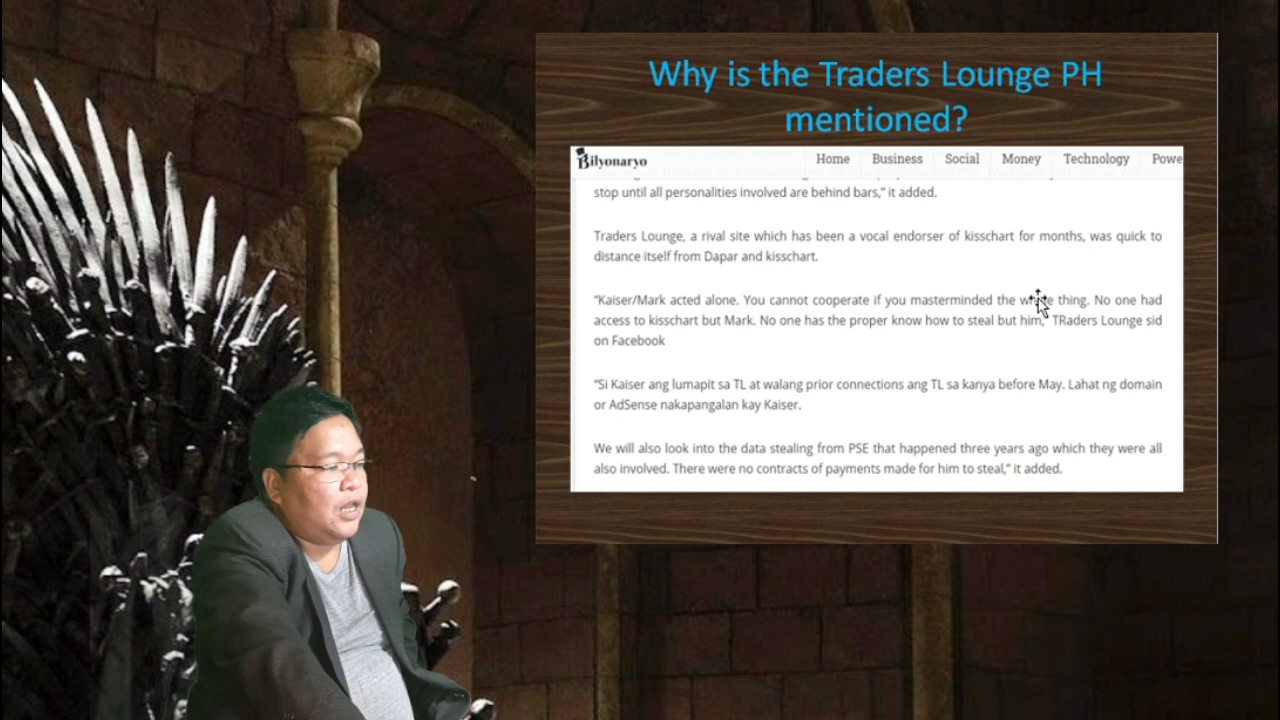 Why is the Traders Lounge PH
mentioned?
Bilyonaryo
Home Business Social Money Technology Powe
stop until all personalities involved are behind bars,” it added.
Traders Lounge, a rival site which has been a vocal endorser of kisschart for months, was quick to
distance itself from Dapar and kisschart.
“Kaiser/Mark acted alone. You cannot cooperate if you masterminded the whole thing. No one had
access to kisschart but Mark. No one has the proper know how to steal but him,” TRaders Lounge sid
on Facebook
“Si Kaiser ang lumapit sa TL at walang prior connections ang TL sa kanya before May. Lahat ng domain
or AdSense nakapangalan kay Kaiser.
We will also look into the data stealing from PSE that happened three years ago which they were all
also involved. There were no contracts of payments made for him to steal,” it added.